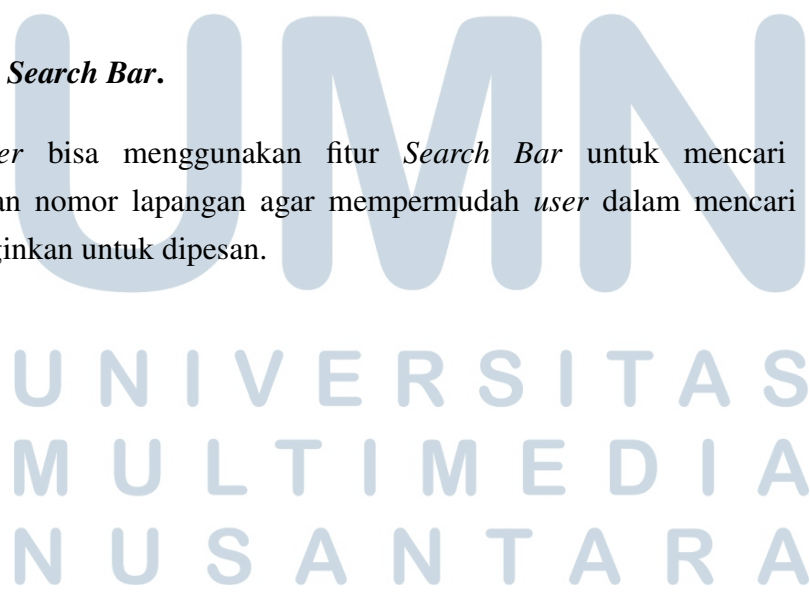 UMN
Search Bar.
er bisa menggunakan fitur Search Bar untuk mencari
an nomor lapangan agar mempermudah user dalam mencari
ginkan untuk dipesan.
UNIVERSITAS
MULTIMEDIA
NUSANTARA